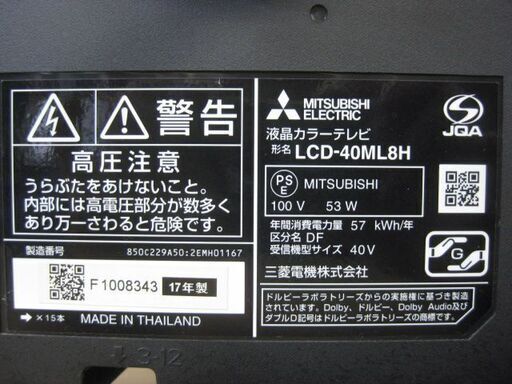 警告
高圧注意
うらぶたをあけないこと。
内部には高電圧部分が数多く
あり万一さわると危険です。
製造番号
850C229A50:2EMH01167
F1008343
17年製
→ ×15本
MADE IN THAILAND
3-12
MITSUBISHI
ELECTRIC
JQA
液晶カラーテレビ
形名 LCD-40ML8H
PS
E
MITSUBISHI
100 V 53 W
年間消費電力量 57 kWh/年
区分名 DF
受信機型サイズ 40V
G
三菱電機株式会社
ドルビーラボラトリーズからの実施権に基づき製造
されています。Dolby、ドルビー、Dolby Audio及び
ダブルD記号はドルビーラボラトリーズの商標です。